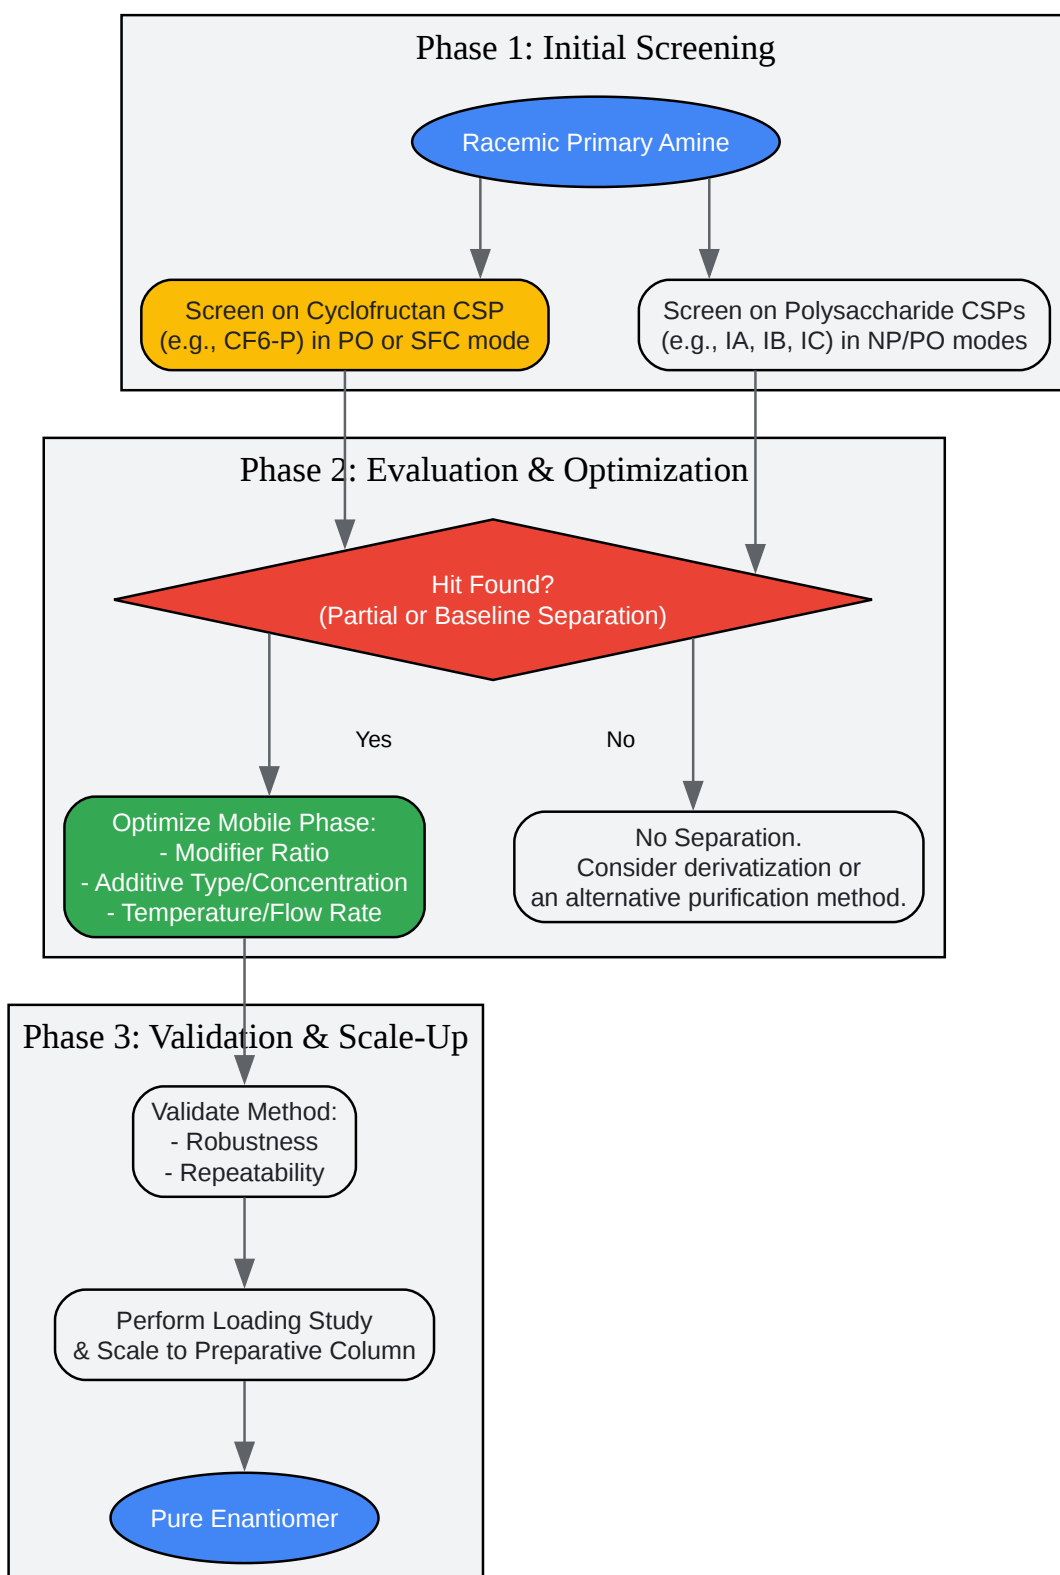 Phase 1: Initial Screening
Racemic Primary Amine
Screen on Cyclofructan CSP
(e.g., CF6-P) in PO or SFC mode
Screen on Polysaccharide CSPs
(e.g., IA, IB, IC) in NP/PO modes
Phase 2: Evaluation & Optimization
Hit Found?
(Partial or Baseline Separation)
Yes
No
Optimize Mobile Phase:
- Modifier Ratio
- Additive Type/Concentration
- Temperature/Flow Rate
No Separation.
Consider derivatization or
an alternative purification method.
Phase 3: Validation & Scale-Up
Validate Method:
- Robustness
- Repeatability
Perform Loading Study
& Scale to Preparative Column
Pure Enantiomer